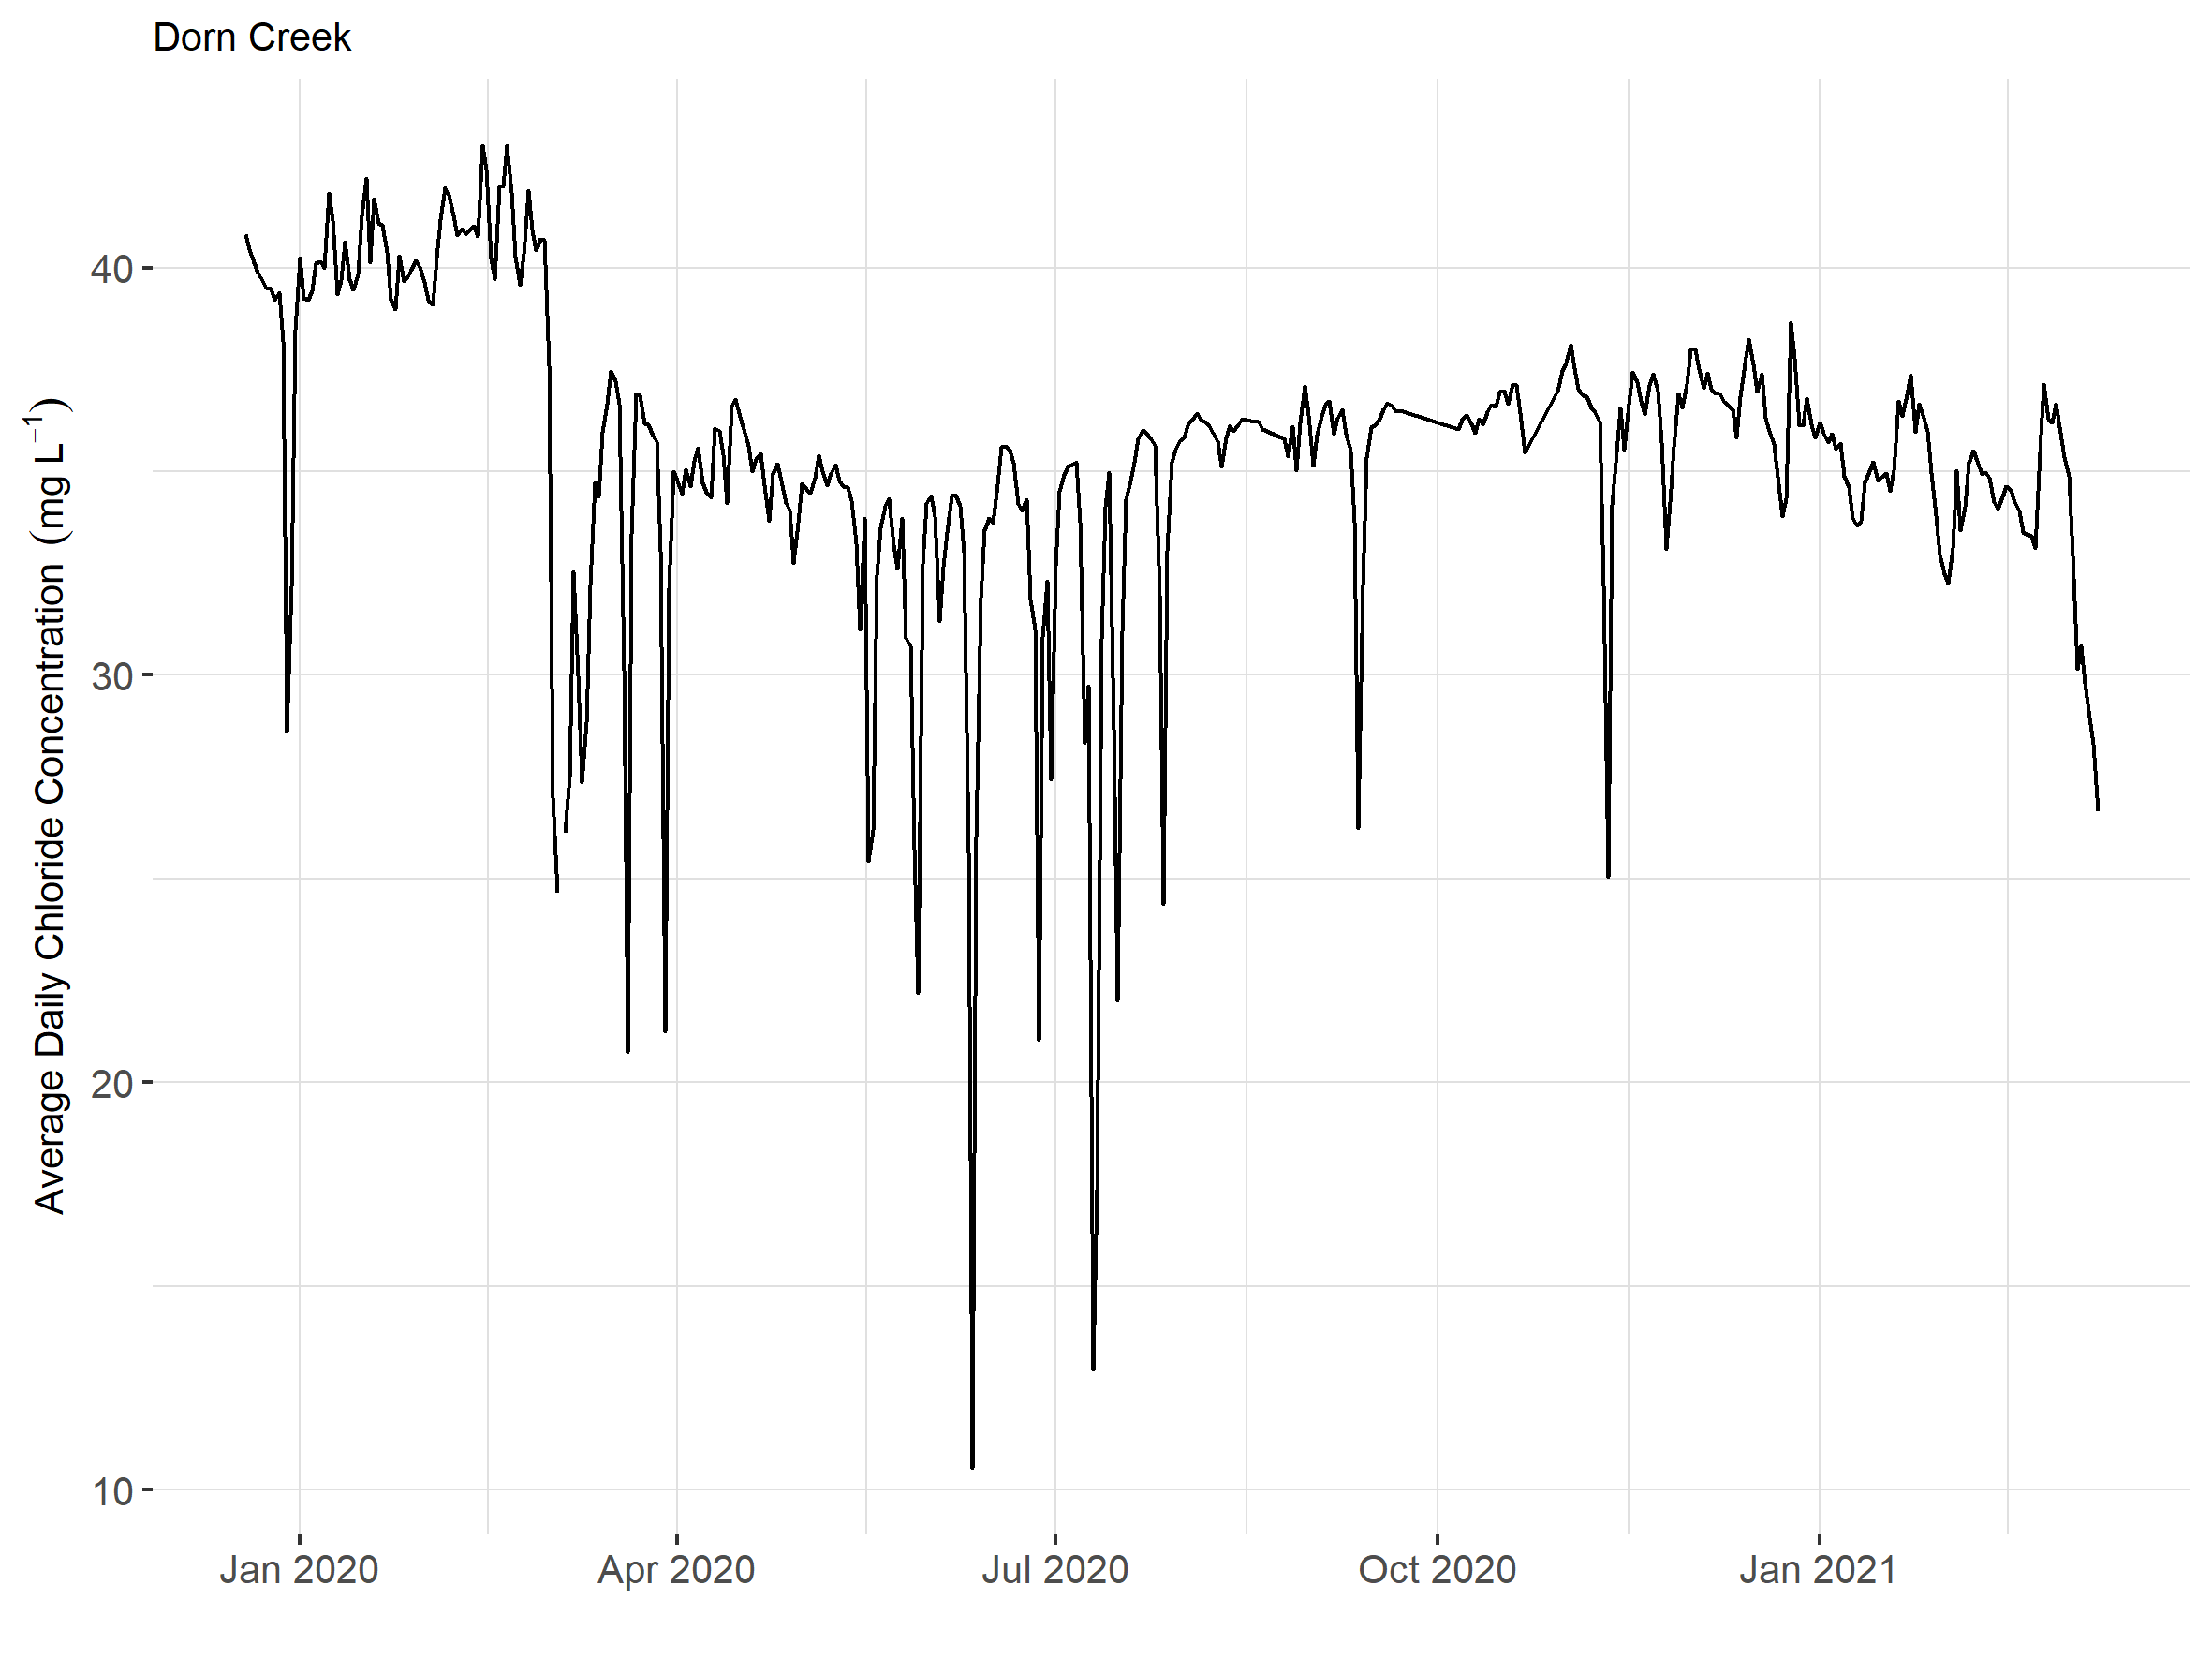 Dorn Creek
Average Daily Chloride Concentration (mg L⁻¹)
40
30
20
10
Jan 2020
Apr 2020
Jul 2020
Oct 2020
Jan 2021